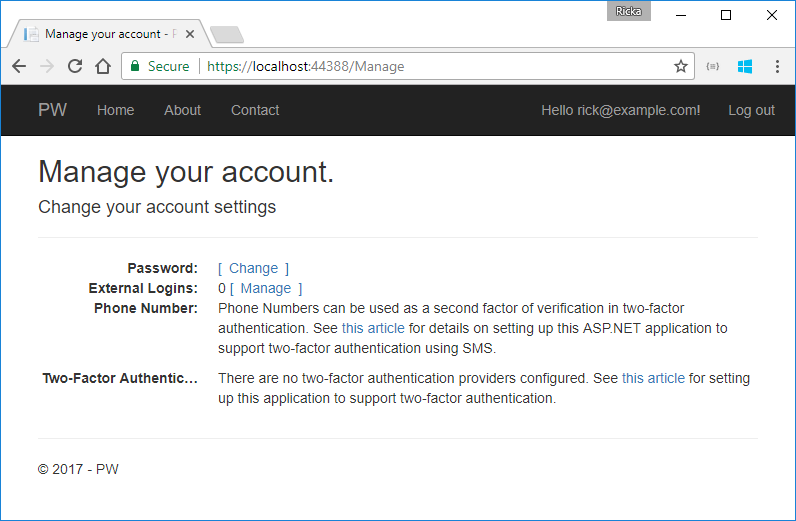 Ricka
Manage your account - P
Secure https://localhost:44388/Manage
PW Home About Contact Hello rick@example.com! Log out
Manage your account.
Change your account settings
Password: [ Change ]
External Logins: 0 [ Manage ]
Phone Number: Phone Numbers can be used as a second factor of verification in two-factor
authentication. See this article for details on setting up this ASP.NET application to
support two-factor authentication using SMS.
Two-Factor Authentic… There are no two-factor authentication providers configured. See this article for setting
up this application to support two-factor authentication.
© 2017 - PW